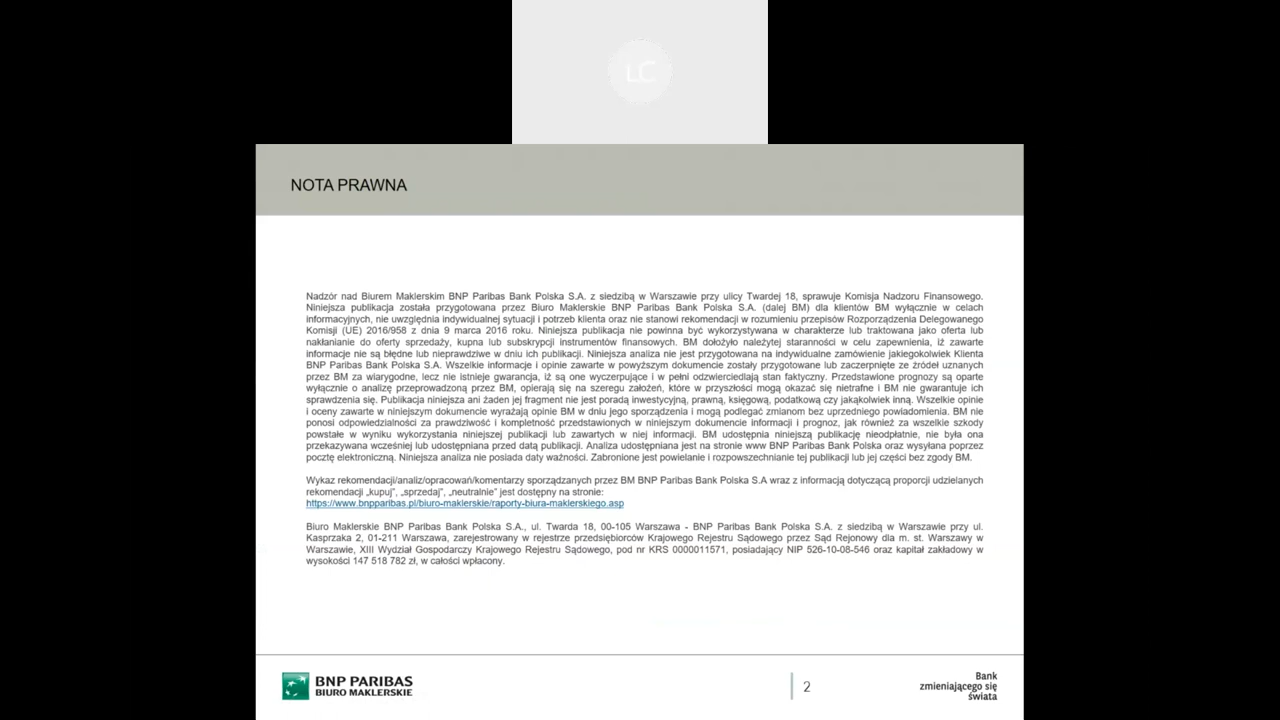 LC
NOTA PRAWNA
Nadzór nad Biurem Maklerskim BNP Paribas Bank Polska S.A. z siedzibą w Warszawie przy ulicy Twardej 18, sprawuje Komisja Nadzoru Finansowego.
Niniejsza publikacja została przygotowana przez Biuro Maklerskie BNP Paribas Bank Polska S.A. (dalej BM) dla klientów BM wyłącznie w celach
informacyjnych, nie uwzględnia indywidualnej sytuacji i potrzeb klienta oraz nie stanowi rekomendacji w rozumieniu przepisów Rozporządzenia Delegowanego
Komisji (UE) 2016/958 z dnia 9 marca 2016 roku. Niniejsza publikacja nie powinna być wykorzystywana w charakterze lub traktowana jako oferta lub
nakłanianie do oferty sprzedaży, kupna lub subskrypcji instrumentów finansowych. BM dołożyło należytej staranności w celu zapewnienia, iż zawarte
informacje nie są błędne lub nieprawdziwe w dniu ich publikacji. Niniejsza analiza nie jest przygotowana na indywidualne zamówienie jakiegokolwiek Klienta
BNP Paribas Bank Polska S.A. Wszelkie informacje i opinie zawarte w powyższym dokumencie zostały przygotowane lub zaczerpnięte ze źródeł uznanych
przez BM za wiarygodne, lecz nie istnieje gwarancja, iż są one wyczerpujące i w pełni odzwierciedlają stan faktyczny. Przedstawione prognozy są oparte
wyłącznie o analizę przeprowadzoną przez BM, opierają się na szeregu założeń, które w przyszłości mogą okazać się nietrafne i BM nie gwarantuje ich
sprawdzenia się. Publikacja niniejsza ani żaden jej fragment nie jest poradą inwestycyjną, prawną, księgową, podatkową czy jakąkolwiek inną. Wszelkie opinie
i oceny zawarte w niniejszym dokumencie wyrażają opinie BM w dniu jego sporządzenia i mogą podlegać zmianom bez uprzedniego powiadomienia. BM nie
ponosi odpowiedzialności za prawdziwość i kompletność przedstawionych w niniejszym dokumencie informacji i prognoz, jak również za wszelkie szkody
powstałe w wyniku wykorzystania niniejszej publikacji lub zawartych w niej informacji. BM udostępnia niniejszą publikację nieodpłatnie, nie była ona
przekazywana wcześniej lub udostępniana przed datą publikacji. Analiza udostępniana jest na stronie www BNP Paribas Bank Polska oraz wysyłana poprzez
pocztę elektroniczną. Niniejsza analiza nie posiada daty ważności. Zabronione jest powielanie i rozpowszechnianie tej publikacji lub jej części bez zgody BM.
Wykaz rekomendacji/analiz/opracowań/komentarzy sporządzanych przez BM BNP Paribas Bank Polska S.A wraz z informacją dotyczącą proporcji udzielanych
rekomendacji „kupuj”, „sprzedaj”, „neutralnie” jest dostępny na stronie:
https://www.bnpparibas.pl/biuro-maklerskie/raporty-biura-maklerskiego.asp
Biuro Maklerskie BNP Paribas Bank Polska S.A., ul. Twarda 18, 00-105 Warszawa - BNP Paribas Bank Polska S.A. z siedzibą w Warszawie przy ul.
Kasprzaka 2, 01-211 Warszawa, zarejestrowany w rejestrze przedsiębiorców Krajowego Rejestru Sądowego przez Sąd Rejonowy dla m. st. Warszawy w
Warszawie, XIII Wydział Gospodarczy Krajowego Rejestru Sądowego, pod nr KRS 0000011571, posiadający NIP 526-10-08-546 oraz kapitał zakładowy w
wysokości 147 518 782 zł, w całości wpłacony.
BNP PARIBAS
BIURO MAKLERSKIE
2
Bank
zmieniającego się
świata